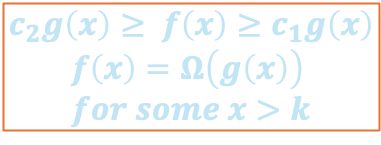 c₂g(x) ≥ f(x) ≥ c₁g(x)
f(x) = Ω(g(x))
for some x > k